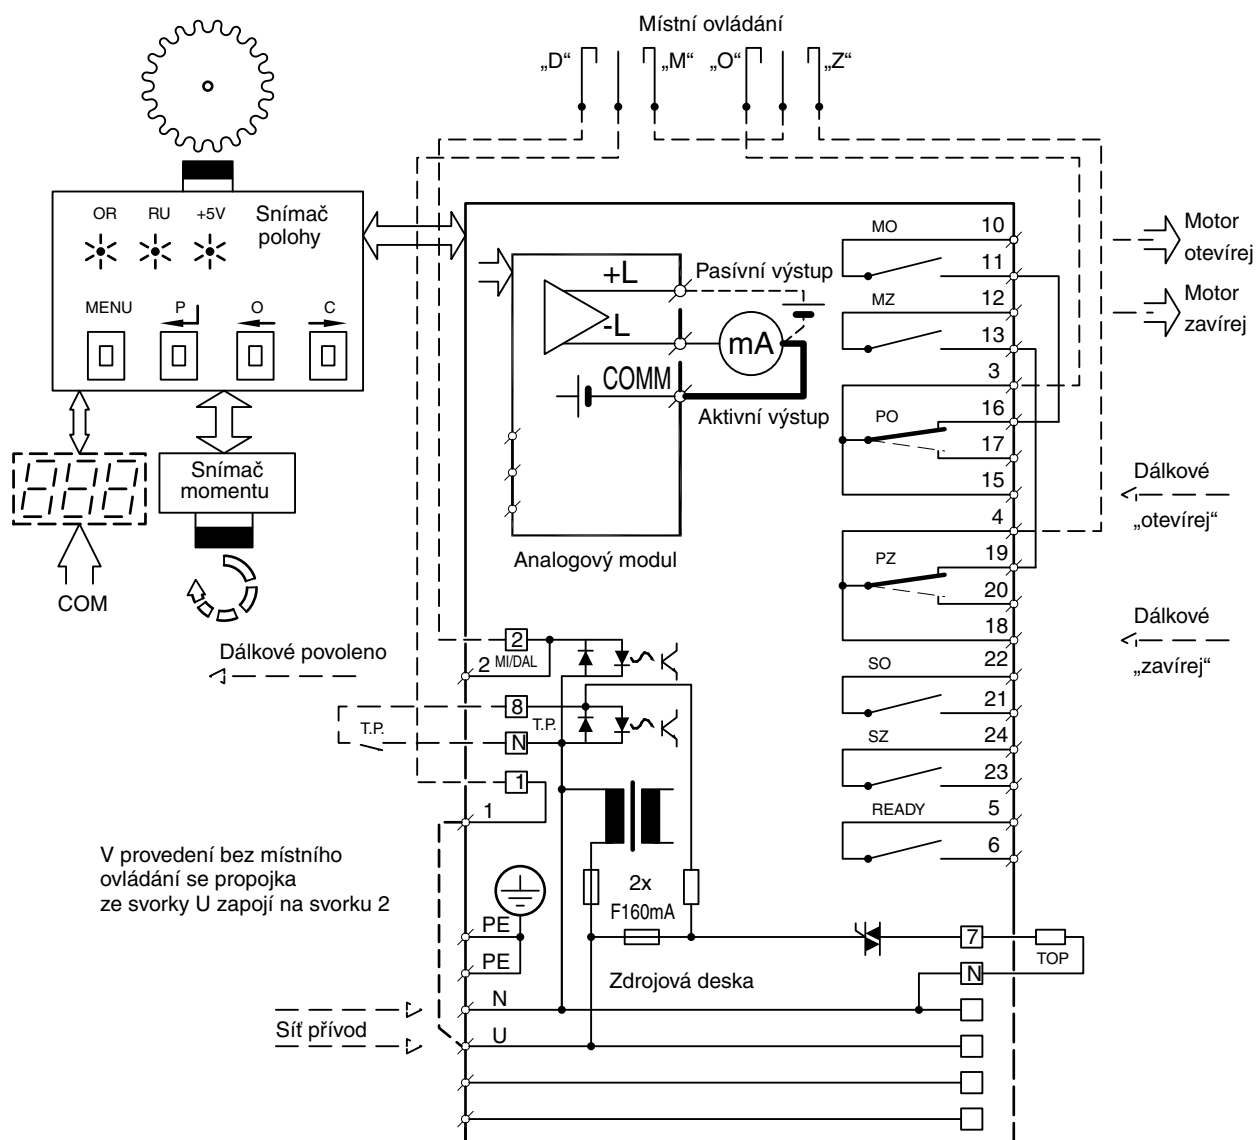 Místní ovládání
„D“
„M“
„O“
„Z“
OR
RU
+5V
Snímač
polohy
MENU
P
O
C
Snímač
momentu
COM
+L
-L
COMM
Pasívní výstup
mA
Aktivní výstup
Analogový modul
MO
10
11
MZ
12
13
3
PO
16
17
15
4
PZ
19
20
18
SO
22
21
SZ
24
23
READY
5
6
Motor
otevírej
Motor
zavírej
Dálkové
„otevírej“
Dálkové
„zavírej“
Dálkové povoleno
2
2 MI/DAL
8
T.P.
T.P.
N
1
1
V provedení bez místního
ovládání se propojka
ze svorky U zapojí na svorku 2
2x
F160mA
PE
PE
7
TOP
N
Zdrojová deska
N
Síť přívod
U